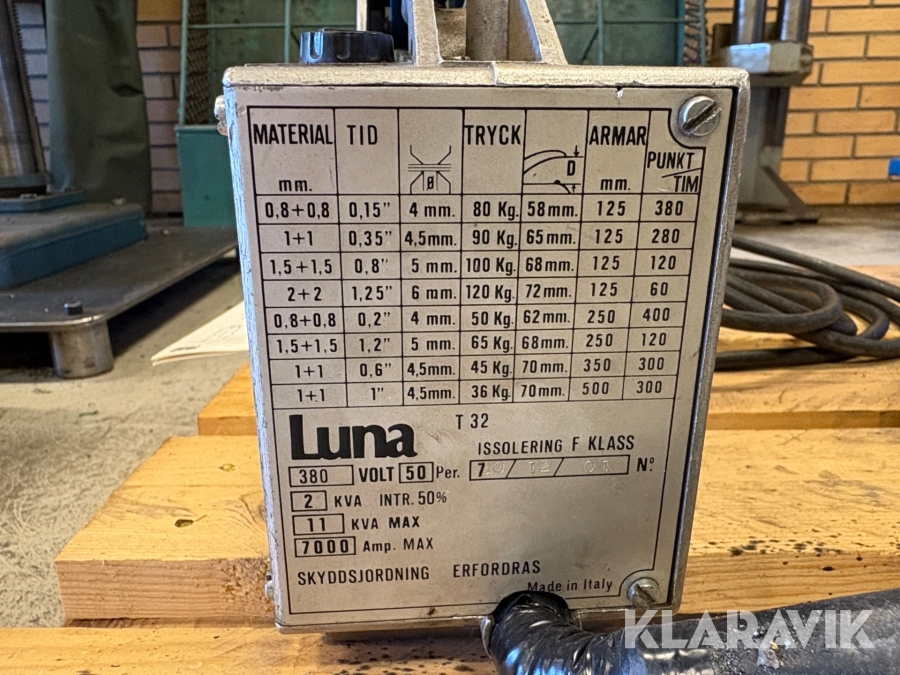 MATERIAL TID TRYCK ARMAR PUNKT
Ø D
mm. mm. TIM
0,8+0,8 0,15" 4 mm. 80 Kg. 58mm. 125 380
1+1 0,35" 4,5mm. 90 Kg. 65mm. 125 280
1,5+1,5 0,8" 5 mm. 100 Kg. 68mm. 125 120
2+2 1,25" 6 mm. 120 Kg. 72mm. 125 60
0,8+0,8 0,2" 4 mm. 50 Kg. 62mm. 250 400
1,5+1,5 1,2" 5 mm. 65 Kg. 68mm. 250 120
1+1 0,6" 4,5mm. 45 Kg. 70mm. 350 300
1+1 1" 4,5mm. 36 Kg. 70mm. 500 300
Luna T 32
ISSOLERING F KLASS
380 VOLT 50 Per. 70/12/01 Nº
2 KVA INTR. 50%
11 KVA MAX
7000 Amp. MAX
SKYDDSJORDNING ERFORDRAS
Made in Italy
KLARAVIK